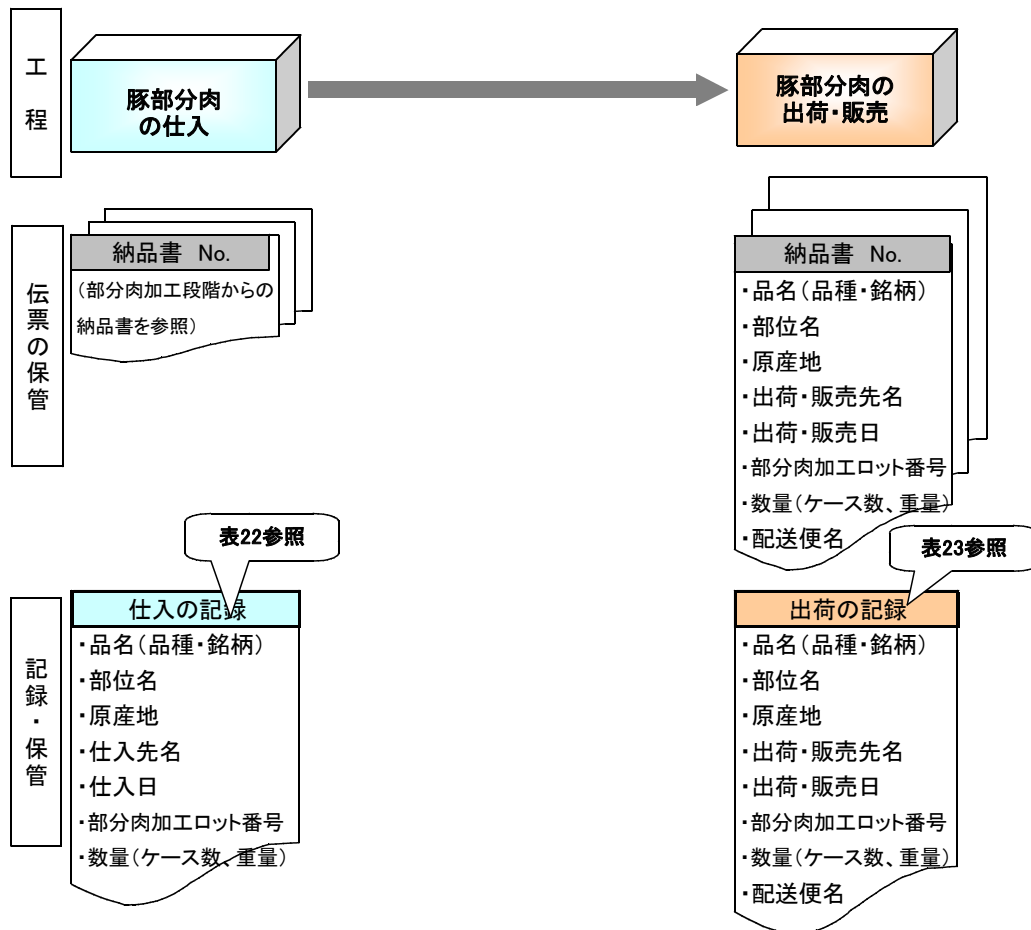 工程
豚部分肉
の仕入
豚部分肉の
出荷・販売
伝票の保管
納品書 No.
(部分肉加工段階からの
納品書を参照)
納品書 No.
・品名(品種・銘柄)
・部位名
・原産地
・出荷・販売先名
・出荷・販売日
・部分肉加工ロット番号
・数量(ケース数、重量)
・配送便名
表22参照
表23参照
記録・保管
仕入の記録
・品名(品種・銘柄)
・部位名
・原産地
・仕入先名
・仕入日
・部分肉加工ロット番号
・数量(ケース数、重量)
出荷の記録
・品名(品種・銘柄)
・部位名
・原産地
・出荷・販売先名
・出荷・販売日
・部分肉加工ロット番号
・数量(ケース数、重量)
・配送便名